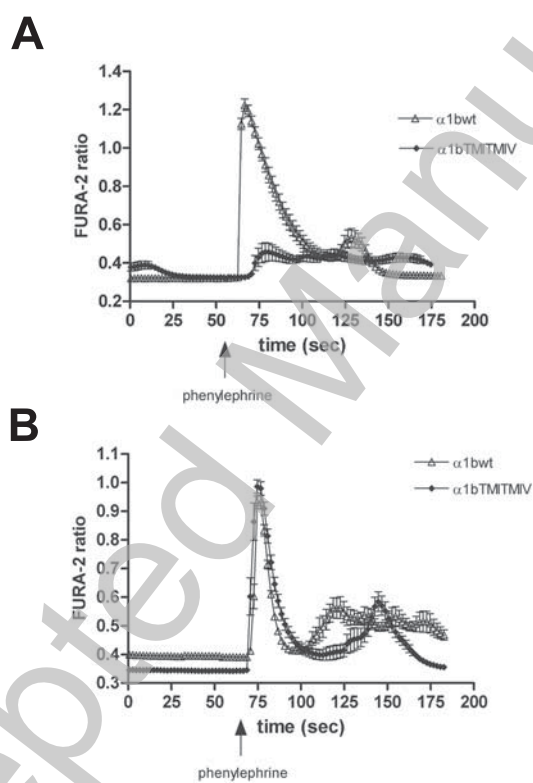 A
1.4
1.2
1.0
0.8
0.6
0.4
0.2
FURA-2 ratio
α1bwt
α1bTMITMIV
0 25 50 75 100 125 150 175 200
time (sec)
phenylephrine
B
1.1
1.0
0.9
0.8
0.7
0.6
0.5
0.4
0.3
FURA-2 ratio
α1bwt
α1bTMITMIV
0 25 50 75 100 125 150 175 200
time (sec)
phenylephrine